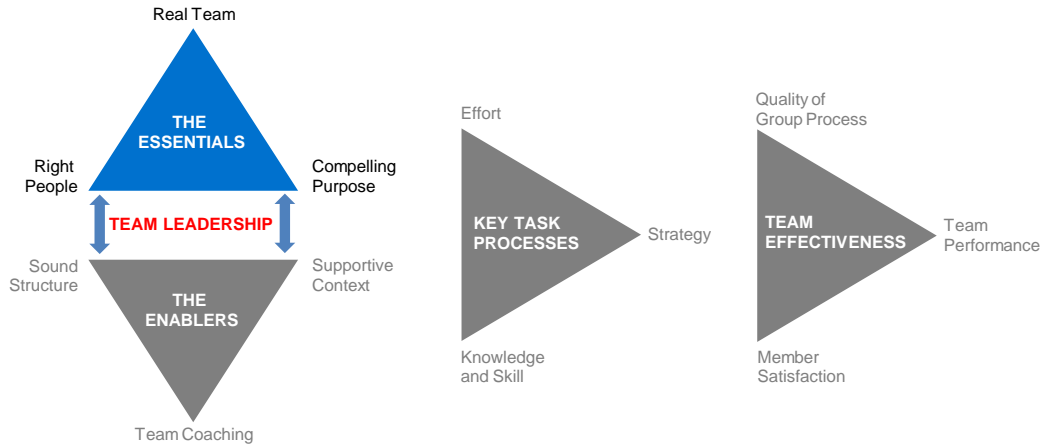 Real Team
THE
ESSENTIALS
Right
People
Compelling
Purpose
TEAM LEADERSHIP
Sound
Structure
Supportive
Context
THE
ENABLERS
Team Coaching
Effort
KEY TASK
PROCESSES
Strategy
Knowledge
and Skill
Quality of
Group Process
TEAM
EFFECTIVENESS
Team
Performance
Member
Satisfaction